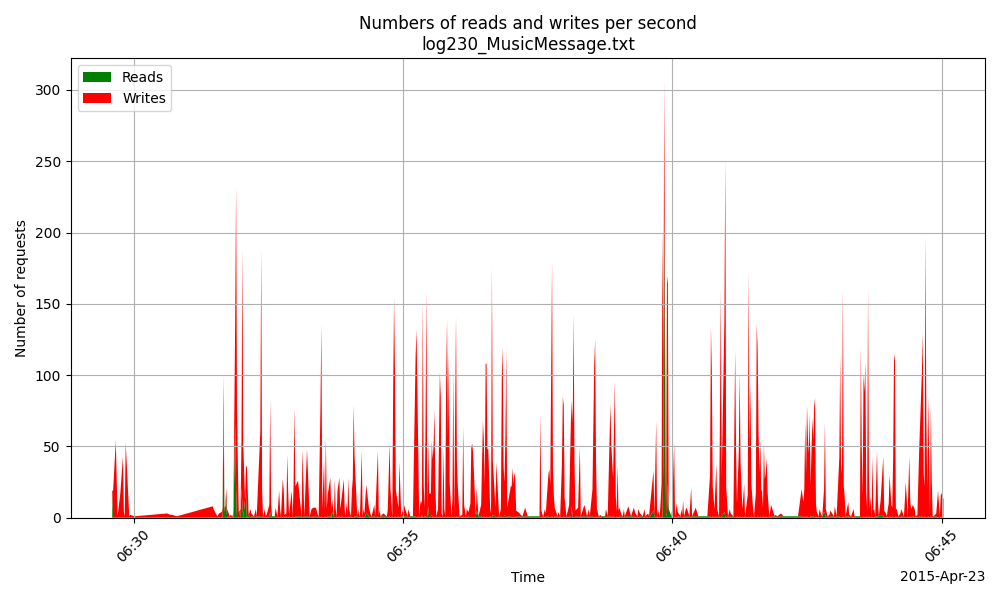 Numbers of reads and writes per second
log230_MusicMessage.txt
Reads
Writes
Number of requests
300
250
200
150
100
50
0
06:30
06:35
06:40
06:45
Time
2015-Apr-23